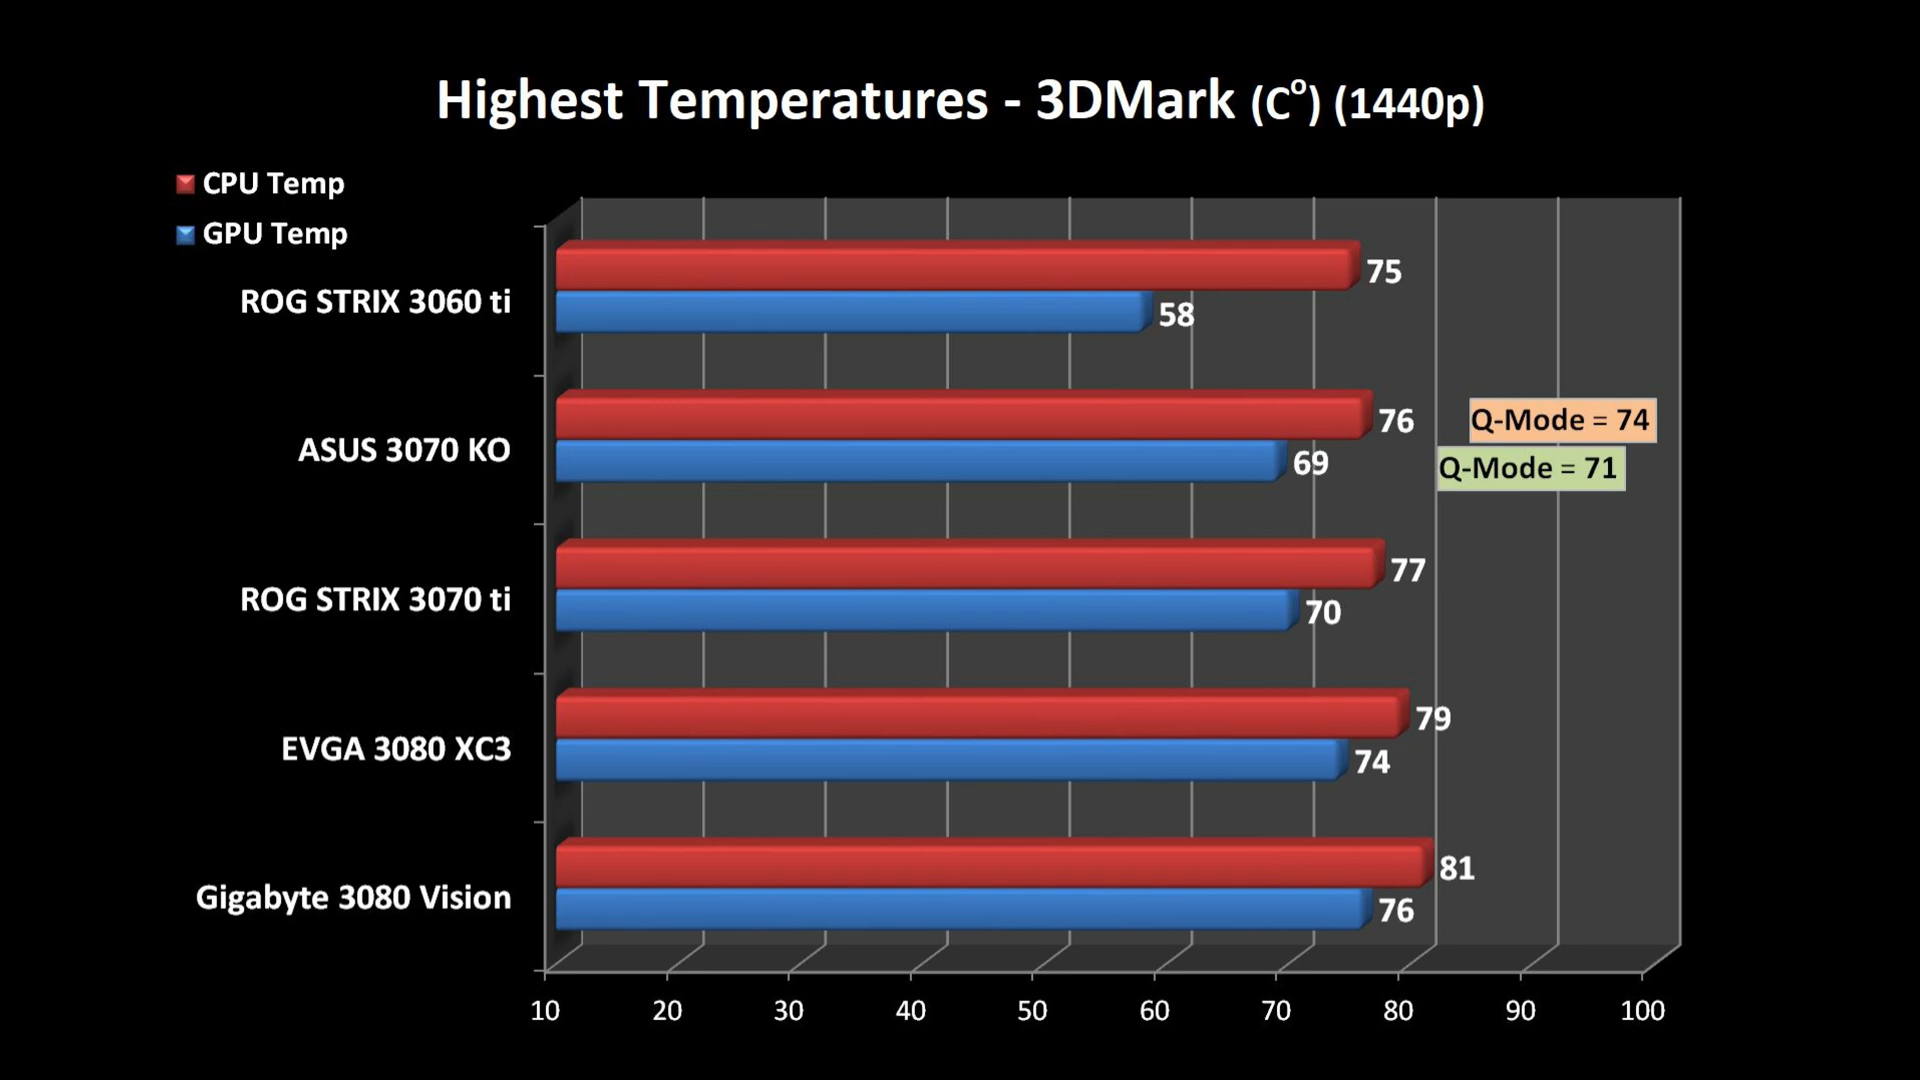 Highest Temperatures - 3DMark (C°) (1440p)
CPU Temp
GPU Temp
ROG STRIX 3060 ti
75
58
ASUS 3070 KO
76
Q-Mode = 74
69
Q-Mode = 71
ROG STRIX 3070 ti
77
70
EVGA 3080 XC3
79
74
Gigabyte 3080 Vision
81
76
10 20 30 40 50 60 70 80 90 100